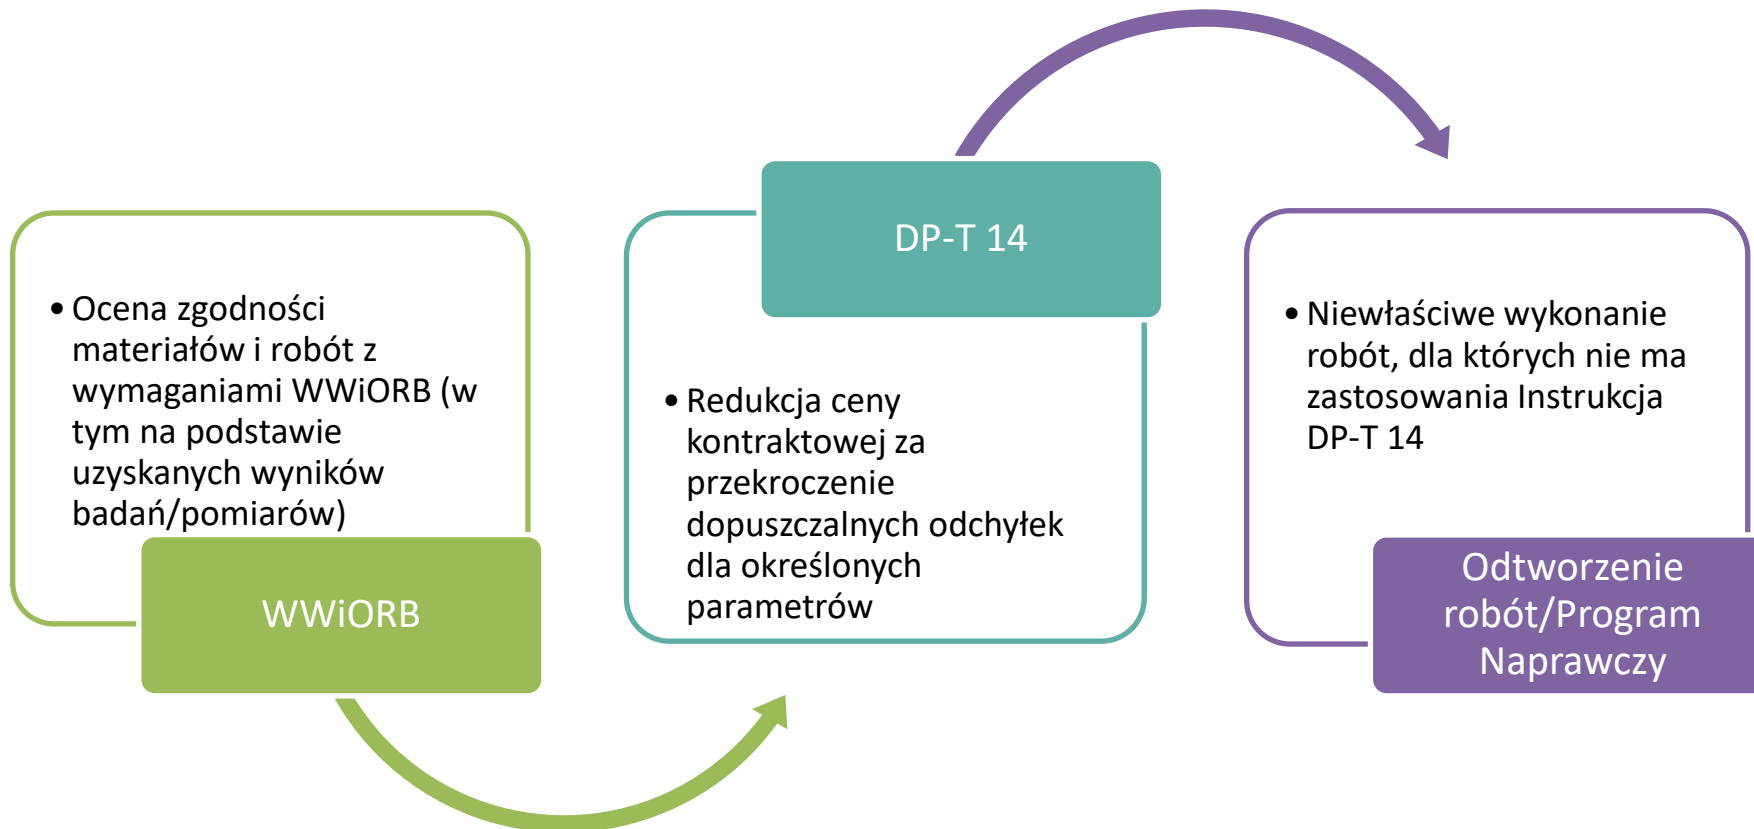 • Ocena zgodności
materiałów i robót z
wymaganiami WWiORB (w
tym na podstawie
uzyskanych wyników
badań/pomiarów)
WWiORB
DP-T 14
• Redukcja ceny
kontraktowej za
przekroczenie
dopuszczalnych odchyłek
dla określonych
parametrów
• Niewłaściwe wykonanie
robót, dla których nie ma
zastosowania Instrukcja
DP-T 14
Odtworzenie
robót/Program
Naprawczy